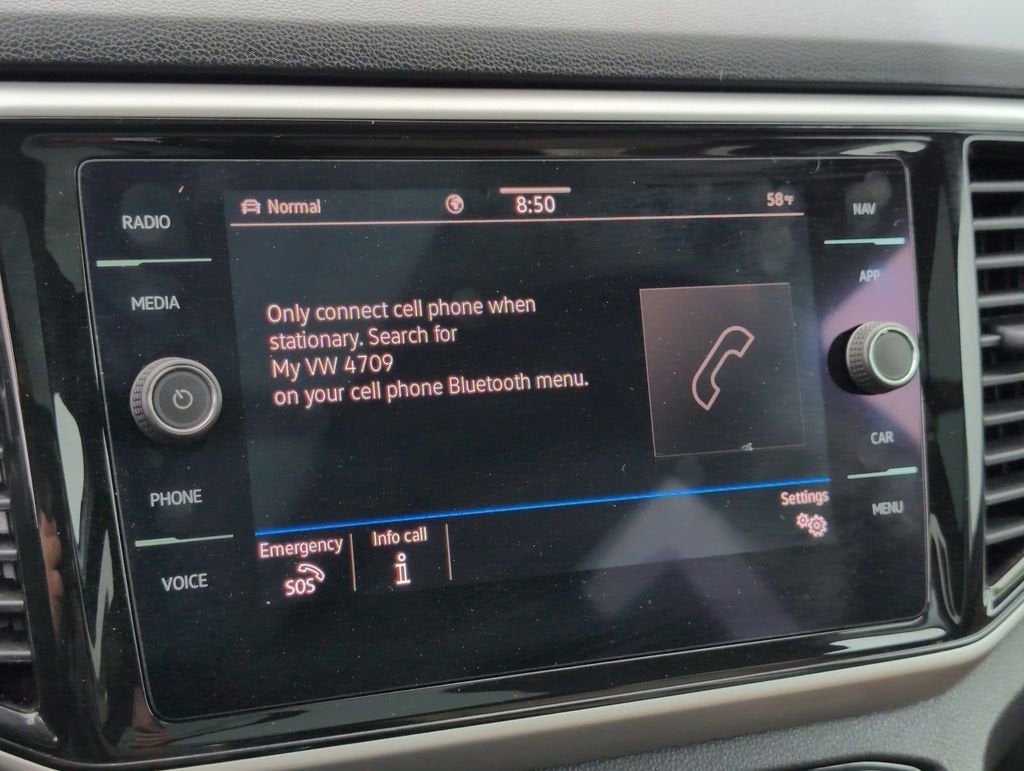 RADIO
MEDIA
PHONE
VOICE
Normal
8:50
58°F
Only connect cell phone when
stationary. Search for
My VW 4709
on your cell phone Bluetooth menu.
Emergency
SOS
Info call
i
Settings
NAV
APP
CAR
MENU